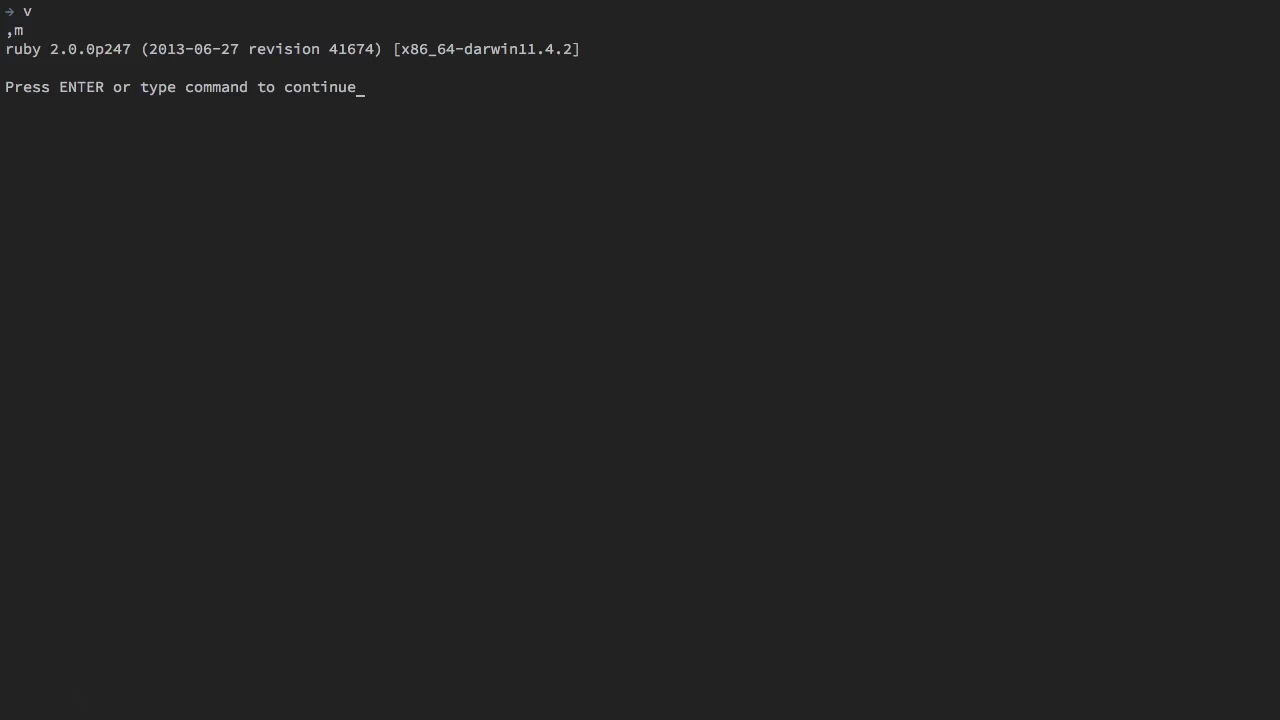 → v
,m
ruby 2.0.0p247 (2013-06-27 revision 41674) [x86_64-darwin11.4.2]
Press ENTER or type command to continue_